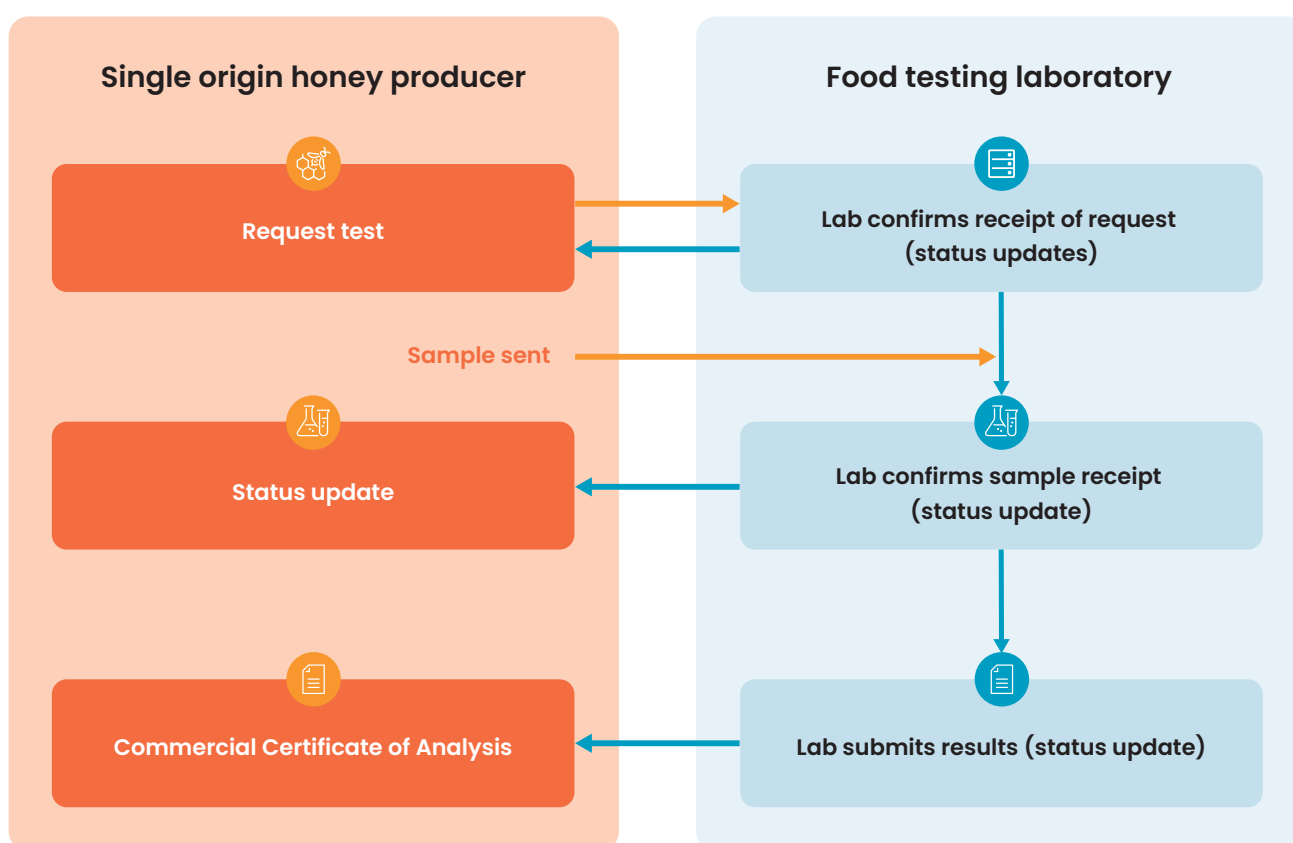 Single origin honey producer
Food testing laboratory
Request test
Lab confirms receipt of request
(status updates)
Sample sent
Status update
Lab confirms sample receipt
(status update)
Commercial Certificate of Analysis
Lab submits results (status update)